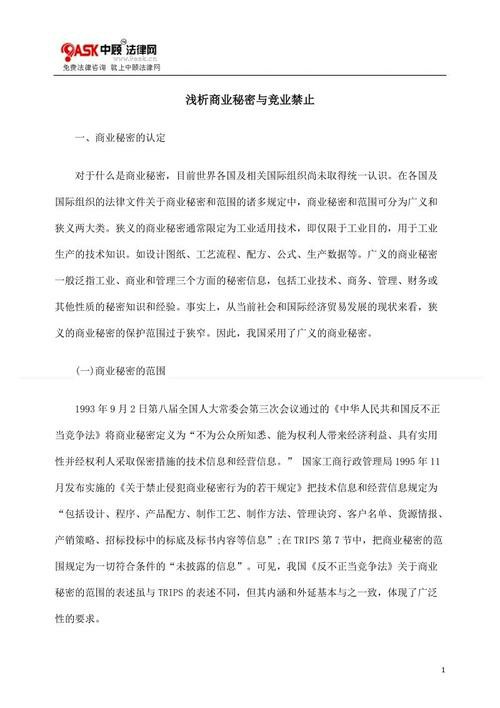 9ASK中顾法律网
www.9ask.cn
免费法律咨询 就上中顾法律网
浅析商业秘密与竞业禁止
一、商业秘密的认定
对于什么是商业秘密，目前世界各国及相关国际组织尚未取得统一认识。在各国及
国际组织的法律文件关于商业秘密和范围的诸多规定中，商业秘密和范围可分为广义和
狭义两大类。狭义的商业秘密通常限定为工业适用技术，即仅限于工业目的，用于工业
生产的技术知识。如设计图纸、工艺流程、配方、公式、生产数据等。广义的商业秘密
一般泛指工业、商业和管理三个方面的秘密信息，包括工业技术、商务、管理、财务或
其他性质的秘密知识和经验。事实上，从当前社会和国际经济贸易发展的现状来看，狭
义的商业秘密的保护范围过于狭窄。因此，我国采用了广义的商业秘密。
(一)商业秘密的范围
1993 年 9 月 2 日第八届全国人大常委会第三次会议通过的《中华人民共和国反不正
当竞争法》将商业秘密定义为“不为公众所知悉、能为权利人带来经济利益、具有实用
性并经权利人采取保密措施的技术信息和经营信息。” 国家工商行政管理局 1995 年 11
月发布实施的《关于禁止侵犯商业秘密行为的若干规定》把技术信息和经营信息规定为
“包括设计、程序、产品配方、制作工艺、制作方法、管理诀窍、客户名单、货源情报、
产销策略、招标投标中的标底及标书内容等信息”;在 TRIPS 第 7 节中，把商业秘密的范
围规定为一切符合条件的“未披露的信息”。可见，我国《反不正当竞争法》关于商业
秘密的范围的表述虽与 TRIPS 的表述不同，但其内涵和外延基本与之一致，体现了广泛
性的要求。
1